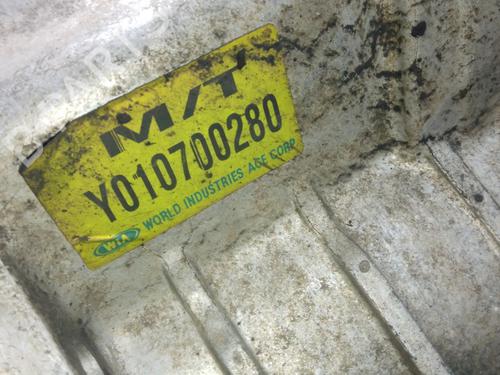 M/T
Y010700280
WIA WORLD INDUSTRIES ACE CORP